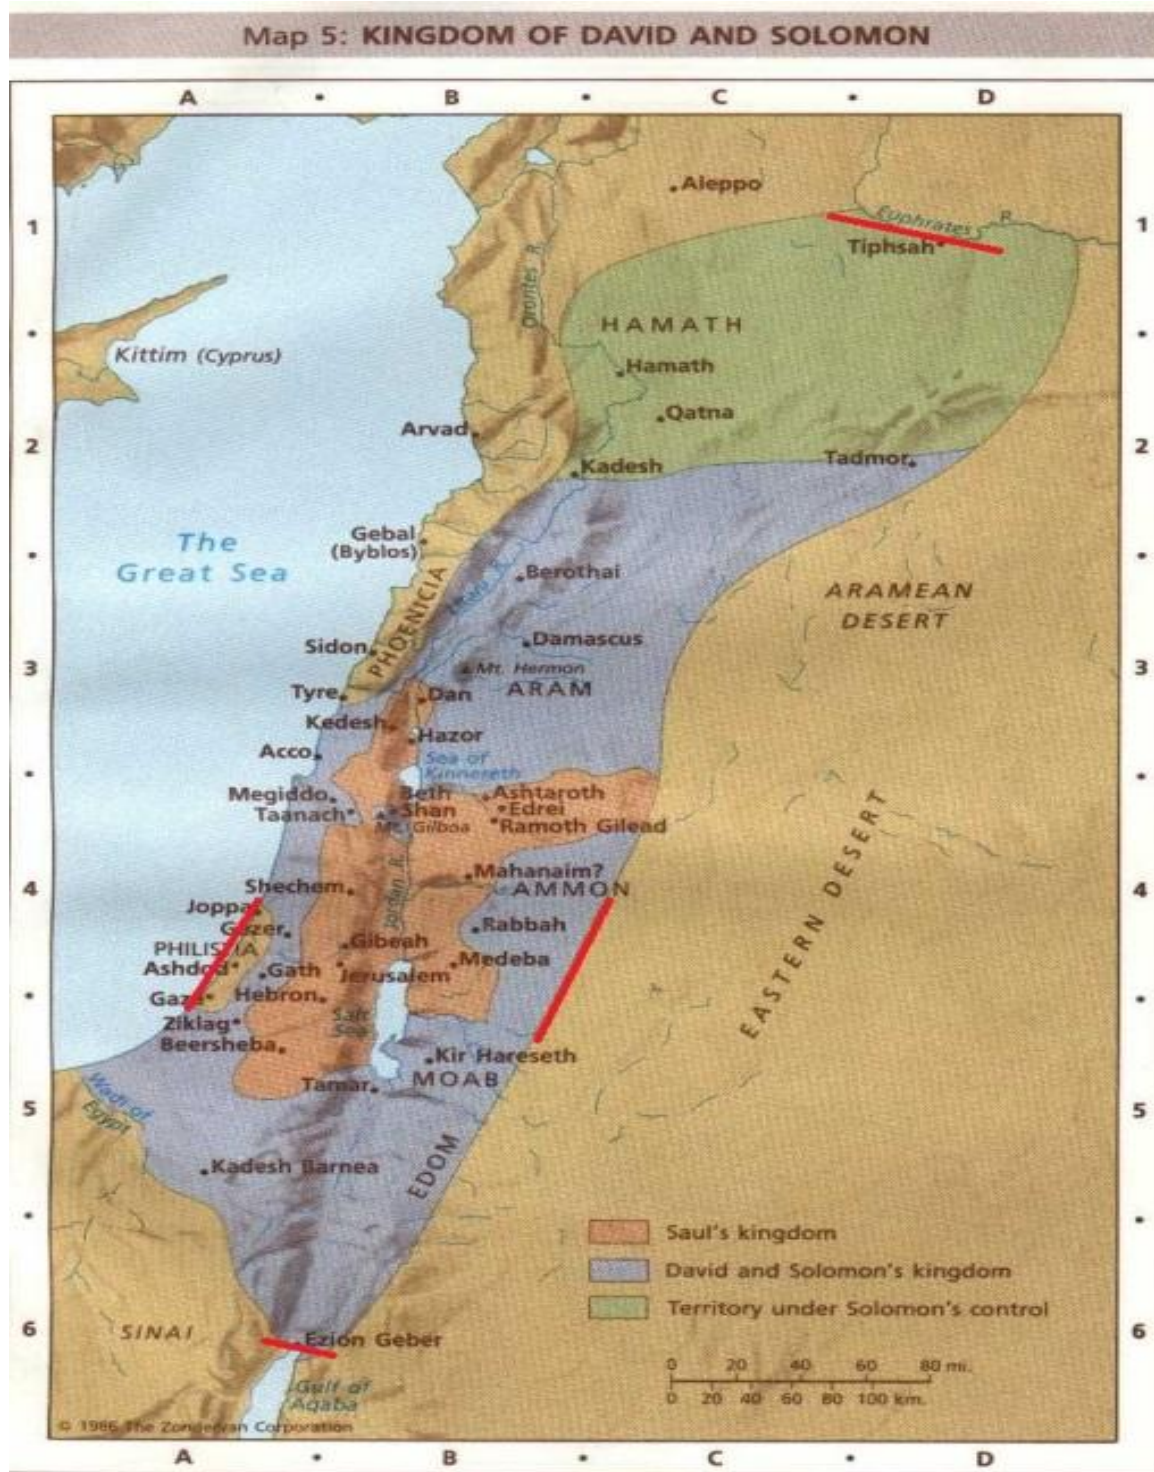 Map 5: KINGDOM OF DAVID AND SOLOMON
A • B • C • D
Aleppo
1
1
Euphrates R.
Tiphsah
Orontes R.
HAMATH
Kittim (Cyprus)
Hamath
Qatna
Arvad
2
2
Kadesh
Tadmor
Gebal
(Byblos)
The
Great Sea
Berothai
PHOENICIA
ARAMEAN
DESERT
Sidon
Damascus
3
3
Mt. Hermon
Tyre
Dan
ARAM
Kedesh
Hazor
Acco
Sea of
Kinnereth
Megiddo
Beth
Shan
Ashtaroth
Taanach
Edrei
Mt. Gilboa
Ramoth Gilead
Mahanaim?
4
4
Shechem
AMMON
Jordan R.
Joppa
Gezer
Rabbah
EASTERN DESERT
PHILISTIA
Gibeah
Ashdod
Gath
Jerusalem
Medeba
Gaza
Hebron
Salt
Sea
Ziklag
Beersheba
Kir Hareseth
Tamar
MOAB
Wadi of
Egypt
5
5
Kadesh Barnea
EDOM
Saul's kingdom
David and Solomon's kingdom
Territory under Solomon's control
6
6
SINAI
Ezion Geber
0 20 40 60 80 mi.
0 20 40 60 80 100 km.
Gulf of
Aqaba
© 1986 The Zondervan Corporation
A • B • C • D